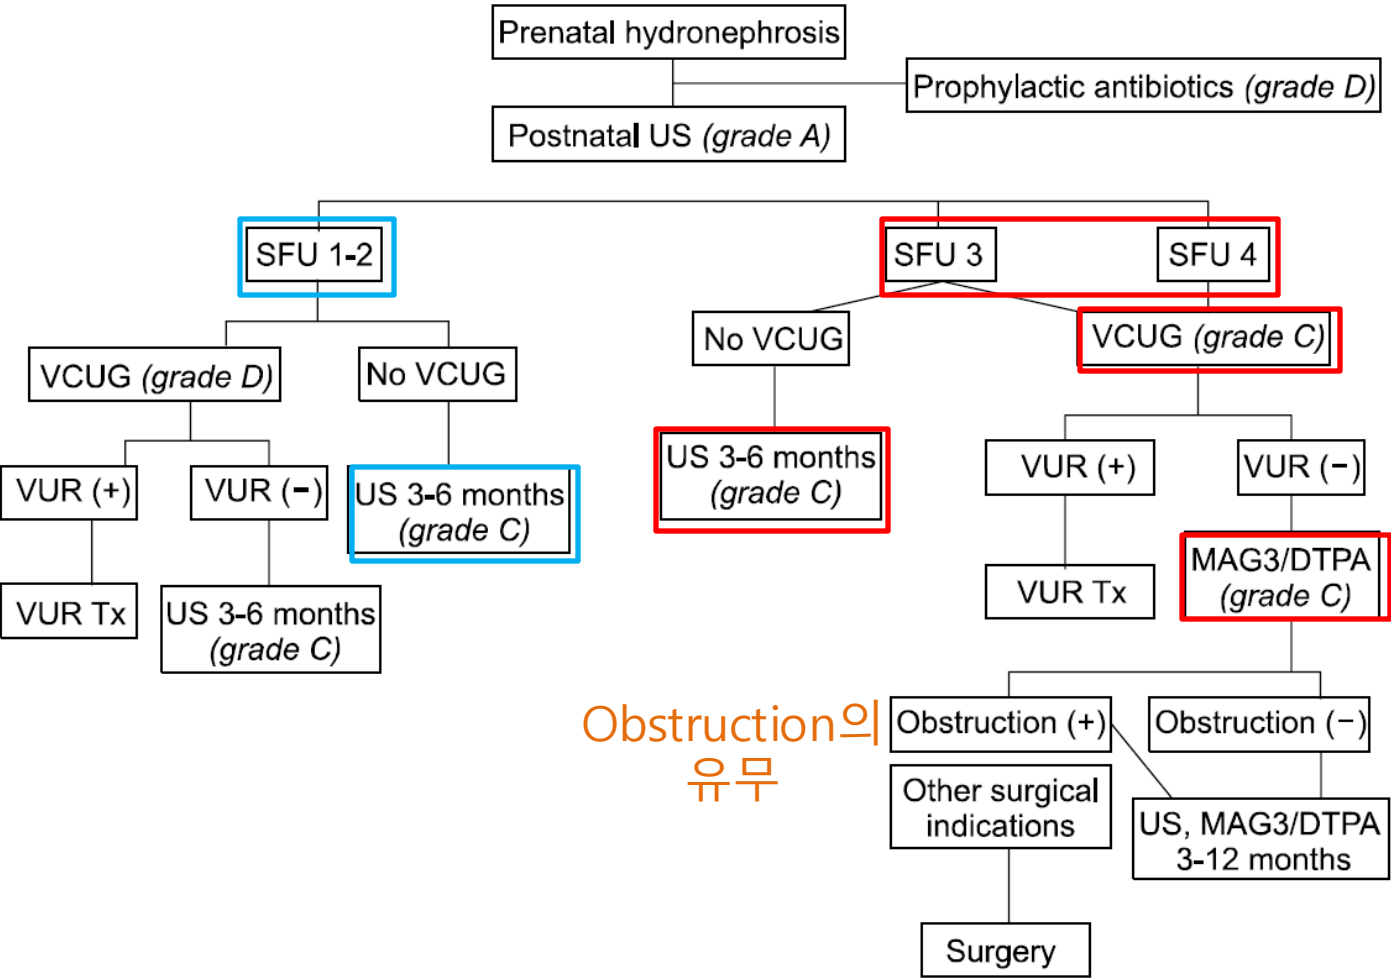 Prenatal hydronephrosis
Prophylactic antibiotics (grade D)
Postnatal US (grade A)
SFU 1-2
SFU 3
SFU 4
No VCUG
VCUG (grade C)
VCUG (grade D)
No VCUG
US 3-6 months
(grade C)
VUR (+)
VUR (−)
VUR (+)
VUR (−)
US 3-6 months
(grade C)
MAG3/DTPA
(grade C)
VUR Tx
US 3-6 months
(grade C)
VUR Tx
Obstruction의
유무
Obstruction (+)
Obstruction (−)
Other surgical
indications
US, MAG3/DTPA
3-12 months
Surgery